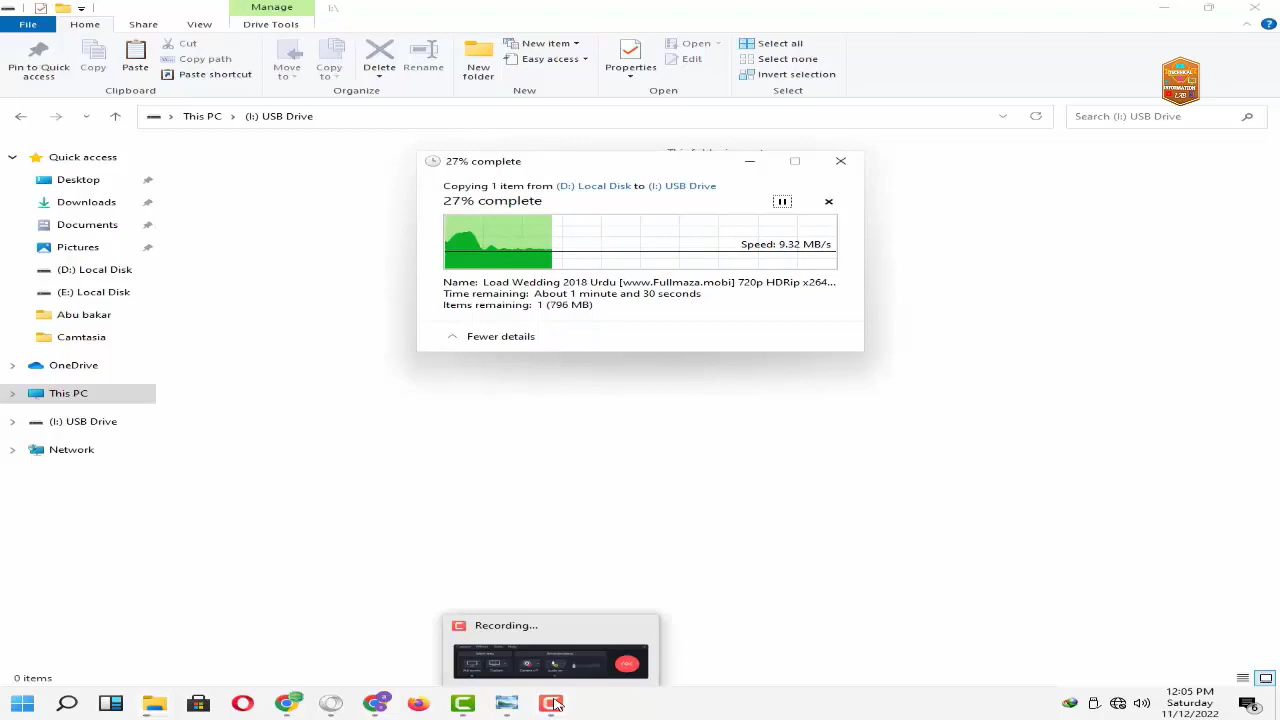 Manage
I:\
File
Home
Share
View
Drive Tools
Pin to Quick access
Copy
Paste
Cut
Copy path
Paste shortcut
Clipboard
Move to
Copy to
Delete
Rename
Organize
New folder
New item
Easy access
New
Properties
Open
Edit
Open
Select all
Select none
Invert selection
Select
TECHNICAL
INFORMATION
LAB
This PC
(I:) USB Drive
Search (I:) USB Drive
Quick access
Desktop
Downloads
Documents
Pictures
(D:) Local Disk
(E:) Local Disk
Abu bakar
Camtasia
OneDrive
This PC
(I:) USB Drive
Network
27% complete
Copying 1 item from (D:) Local Disk to (I:) USB Drive
27% complete
Speed: 9.32 MB/s
Name: Load Wedding 2018 Urdu [www.Fullmaza.mobi] 720p HDRip x264...
Time remaining: About 1 minute and 30 seconds
Items remaining: 1 (796 MB)
Fewer details
Recording...
rec
0 items
12:05 PM
Saturday
11/12/2022